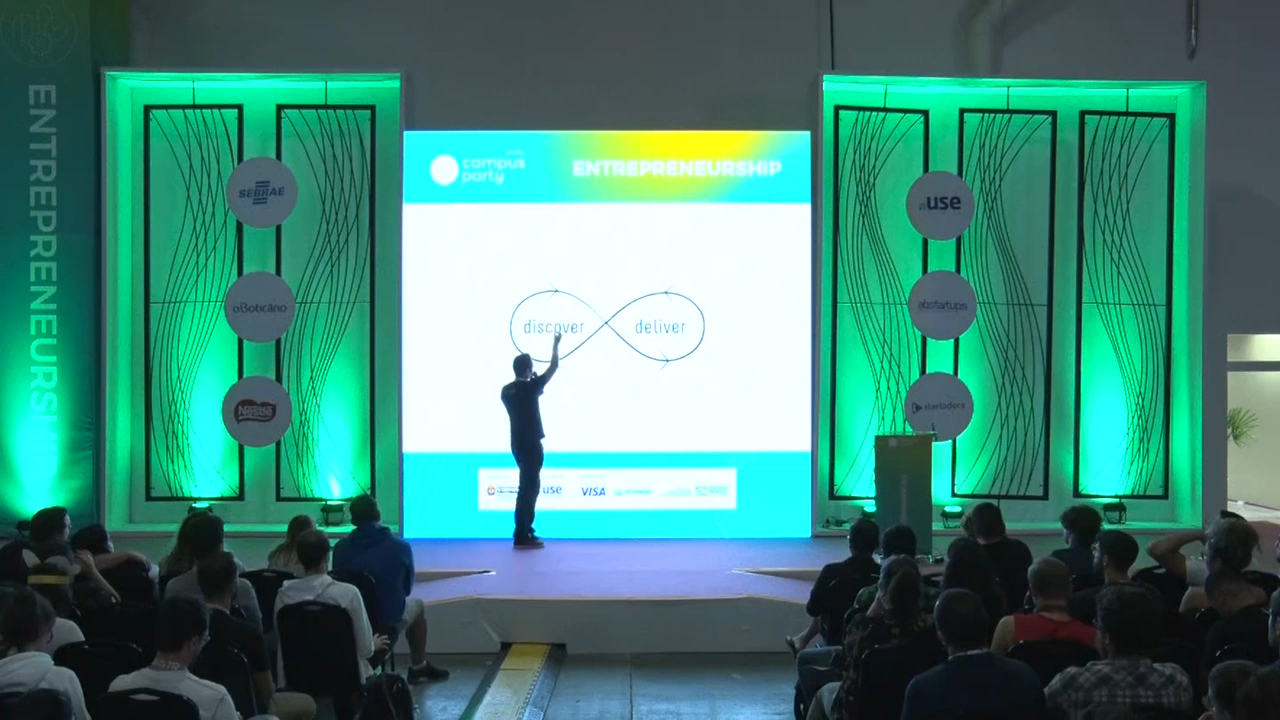 ENTREPRENEURSHIP
campus
party
ENTREPRENEURSHIP
discover
deliver
use
VISA
SEBRAE
oBoticário
Nestlé
use
abstartups
startadora